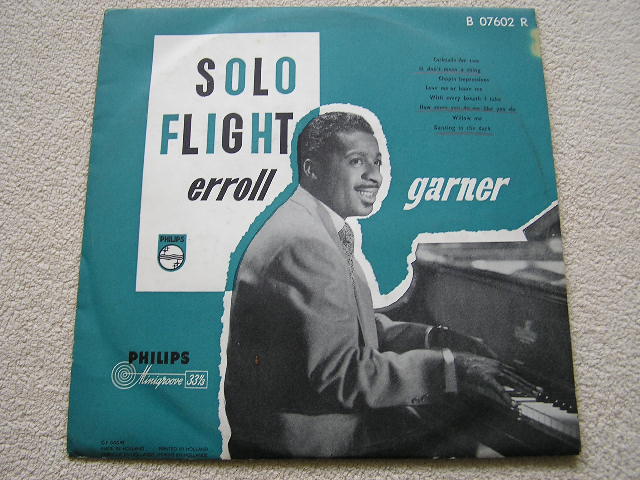 B 07602 R
Cocktails for two
It don't mean a thing
Chopin Impressions
Love me or leave me
With every breath I take
How come you do me like you do
Willow me
Dancing in the dark
SOLO
FLIGHT
erroll garner
PHILIPS
PHILIPS
Minigroove 33⅓
MADE IN HOLLAND PRINTED IN HOLLAND